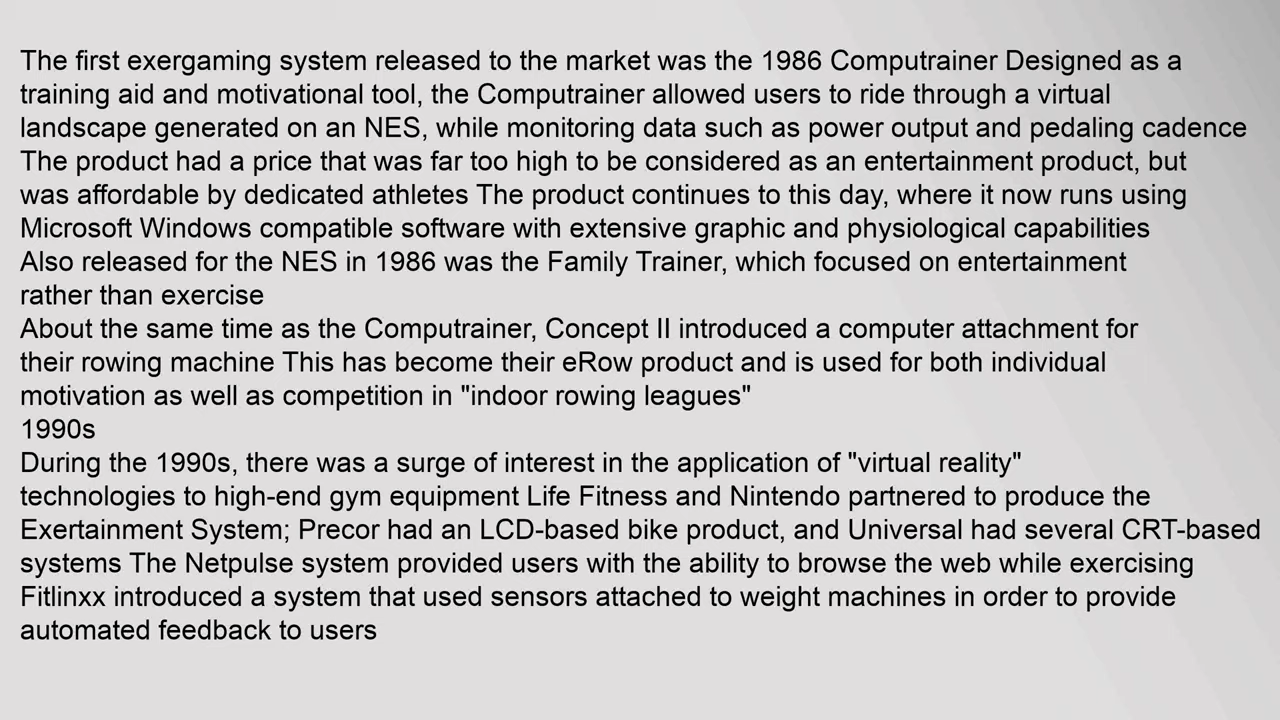 The first exergaming system released to the market was the 1986 Computrainer Designed as a
training aid and motivational tool, the Computrainer allowed users to ride through a virtual
landscape generated on an NES, while monitoring data such as power output and pedaling cadence
The product had a price that was far too high to be considered as an entertainment product, but
was affordable by dedicated athletes The product continues to this day, where it now runs using
Microsoft Windows compatible software with extensive graphic and physiological capabilities
Also released for the NES in 1986 was the Family Trainer, which focused on entertainment
rather than exercise
About the same time as the Computrainer, Concept II introduced a computer attachment for
their rowing machine This has become their eRow product and is used for both individual
motivation as well as competition in "indoor rowing leagues"
1990s
During the 1990s, there was a surge of interest in the application of "virtual reality"
technologies to high-end gym equipment Life Fitness and Nintendo partnered to produce the
Exertainment System; Precor had an LCD-based bike product, and Universal had several CRT-based
systems The Netpulse system provided users with the ability to browse the web while exercising
Fitlinxx introduced a system that used sensors attached to weight machines in order to provide
automated feedback to users